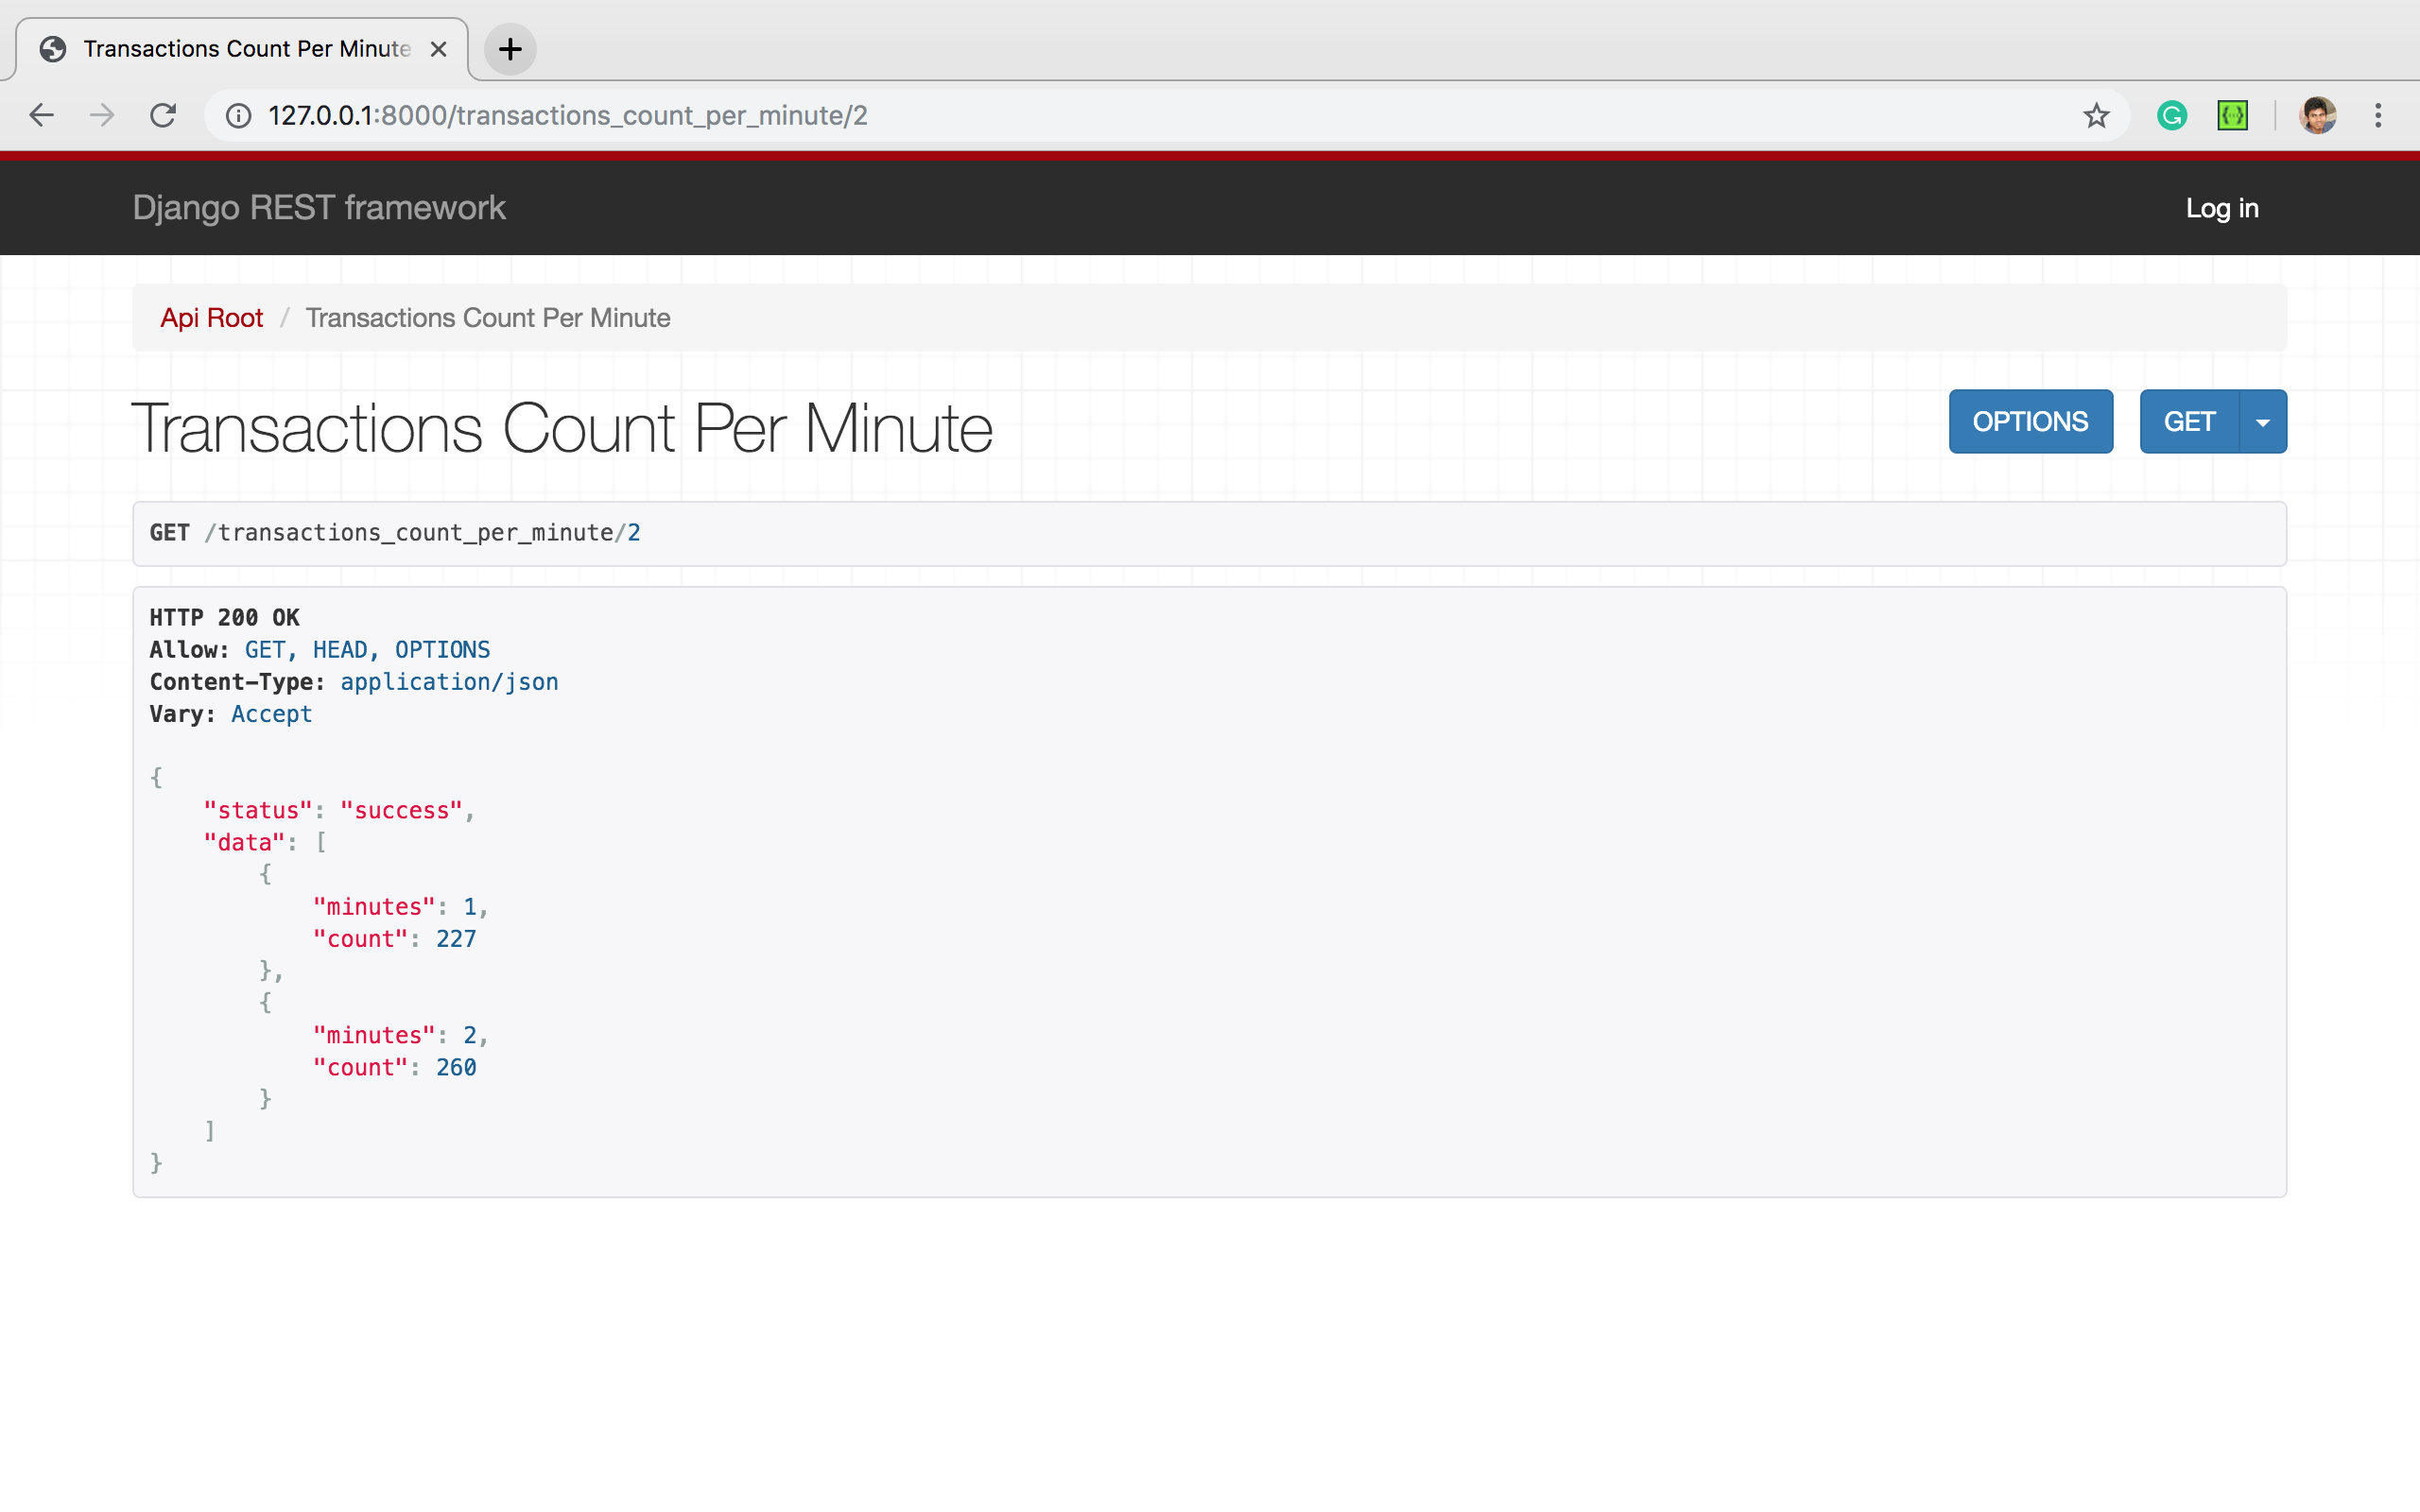 Transactions Count Per Minute
127.0.0.1:8000/transactions_count_per_minute/2
Django REST framework
Log in
Api Root / Transactions Count Per Minute
Transactions Count Per Minute
OPTIONS
GET
GET /transactions_count_per_minute/2
HTTP 200 OK
Allow: GET, HEAD, OPTIONS
Content-Type: application/json
Vary: Accept
{
    "status": "success",
    "data": [
        {
            "minutes": 1,
            "count": 227
        },
        {
            "minutes": 2,
            "count": 260
        }
    ]
}